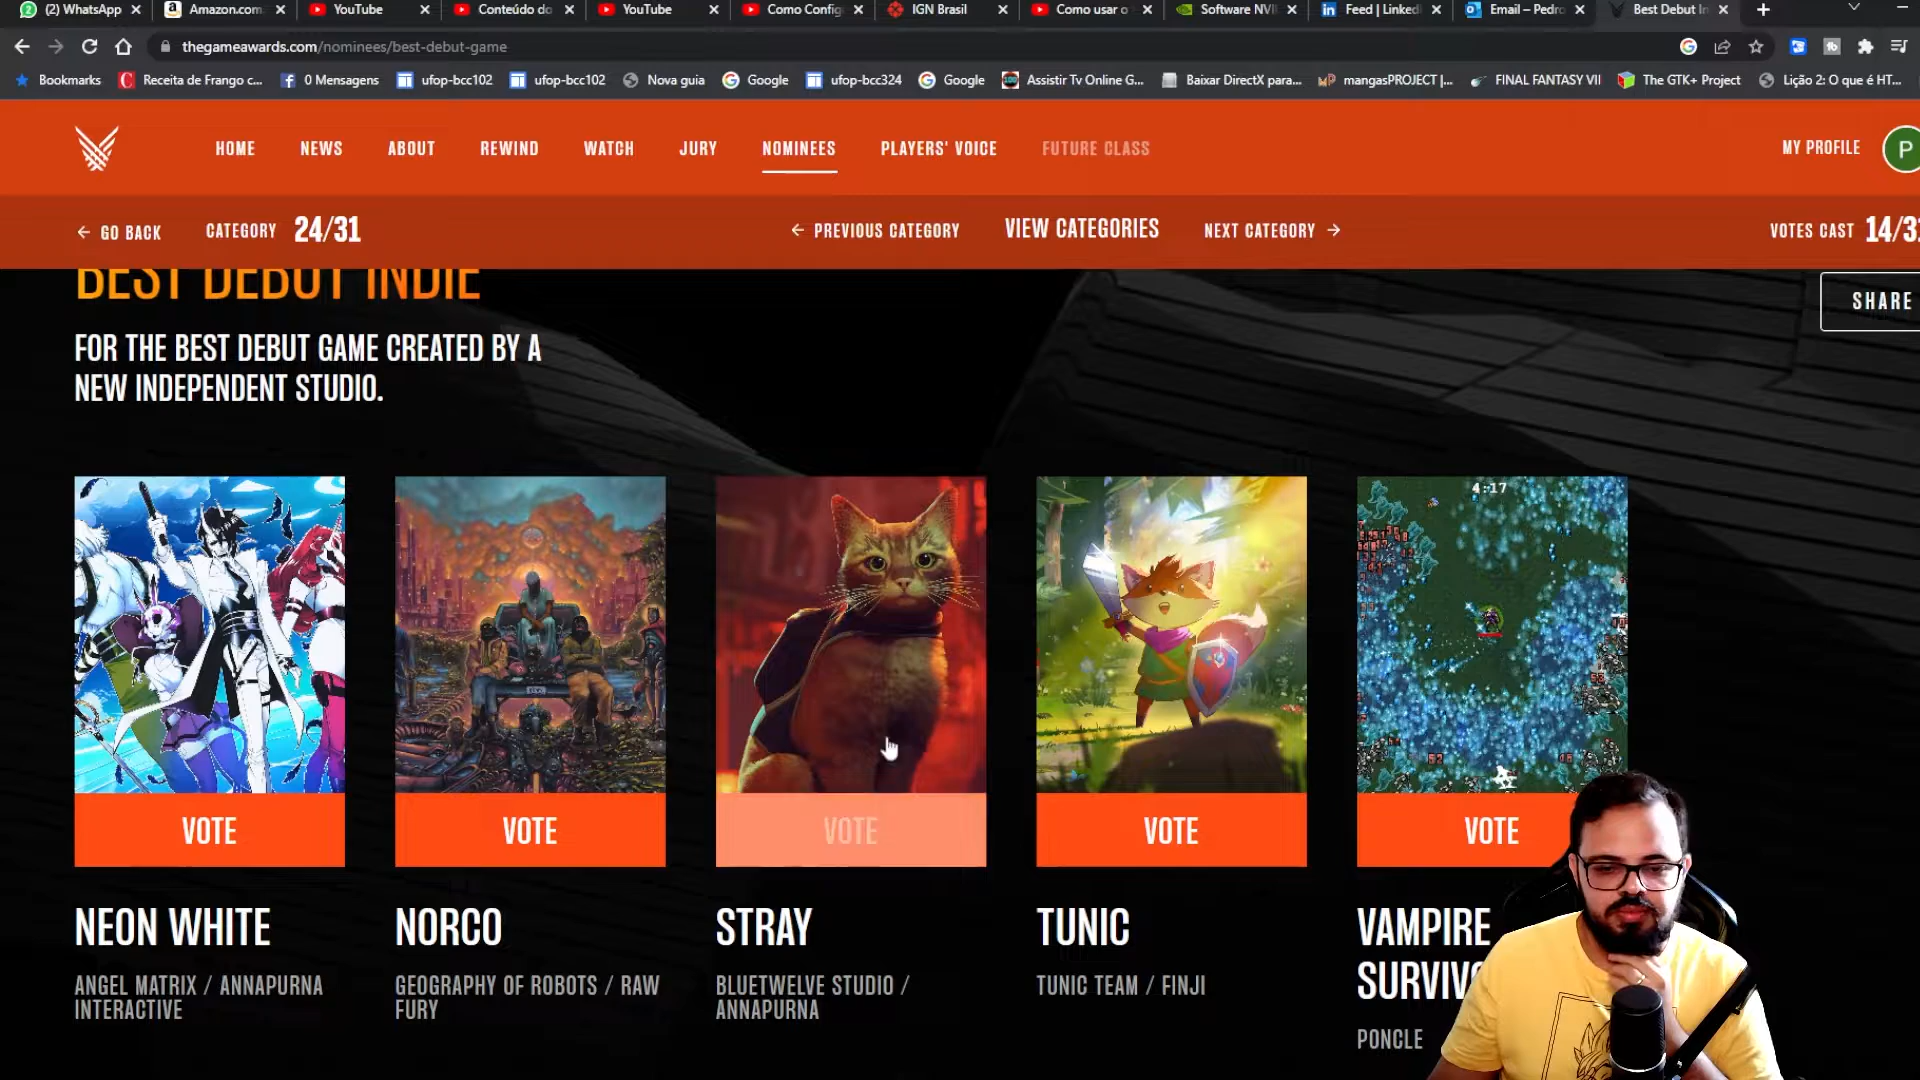 (2) WhatsApp
Amazon.com
YouTube
Conteúdo do
YouTube
Como Config
IGN Brasil
Como usar o
Software NVI
Feed | Linked
Email – Pedro
Best Debut In
thegameawards.com/nominees/best-debut-game
Bookmarks
Receita de Frango c...
0 Mensagens
ufop-bcc102
ufop-bcc102
Nova guia
Google
ufop-bcc324
Google
Assistir Tv Online G...
Baixar DirectX para...
mangasPROJECT |...
FINAL FANTASY VII
The GTK+ Project
Lição 2: O que é HT...
HOME
NEWS
ABOUT
REWIND
WATCH
JURY
NOMINEES
PLAYERS' VOICE
FUTURE CLASS
MY PROFILE
P
← GO BACK
CATEGORY 24/31
← PREVIOUS CATEGORY
VIEW CATEGORIES
NEXT CATEGORY →
VOTES CAST 14/31
BEST DEBUT INDIE
SHARE
FOR THE BEST DEBUT GAME CREATED BY A
NEW INDEPENDENT STUDIO.
4:17
VOTE
VOTE
VOTE
VOTE
VOTE
NEON WHITE
ANGEL MATRIX / ANNAPURNA
INTERACTIVE
NORCO
GEOGRAPHY OF ROBOTS / RAW
FURY
STRAY
BLUETWELVE STUDIO /
ANNAPURNA
TUNIC
TUNIC TEAM / FINJI
VAMPIRE
SURVIVO
PONCLE